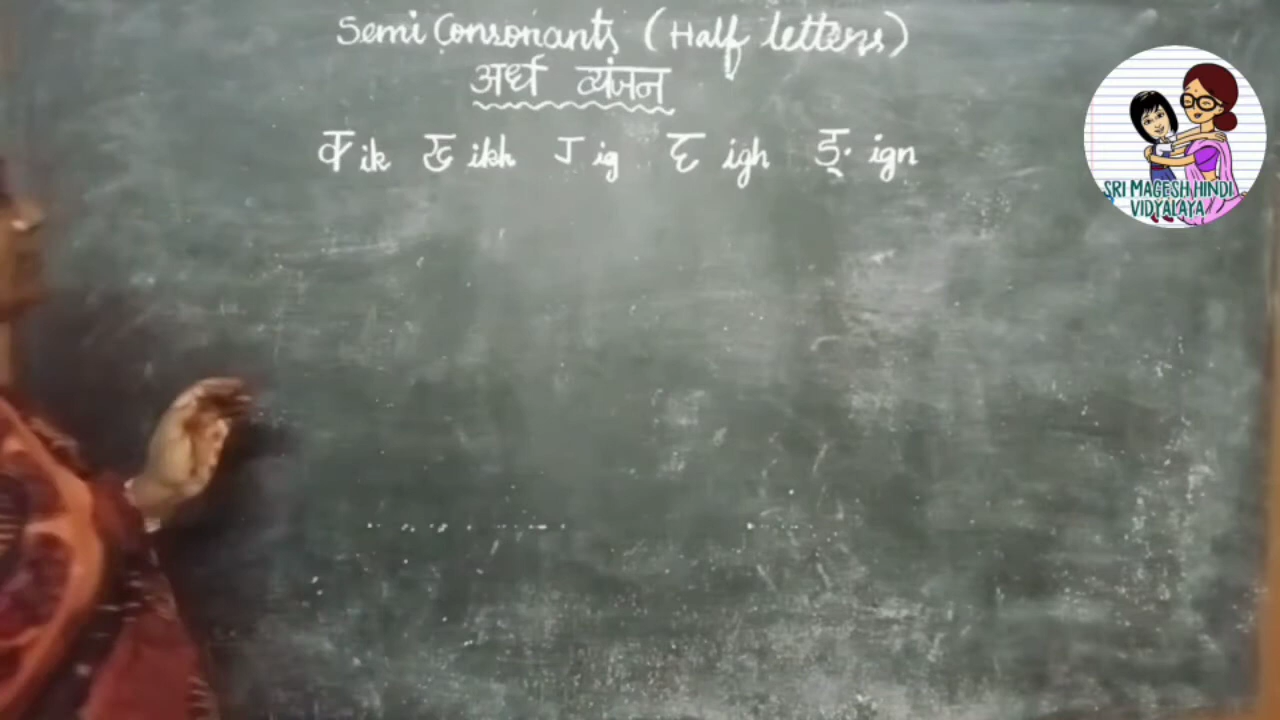 Semi Consonants (Half letters)
अर्ध व्यंजन
क्‍ ik ख्‍ ikh ग्‍ ig घ्‍ igh ङ् ign
SRI MAGESH HINDI
VIDYALAYA